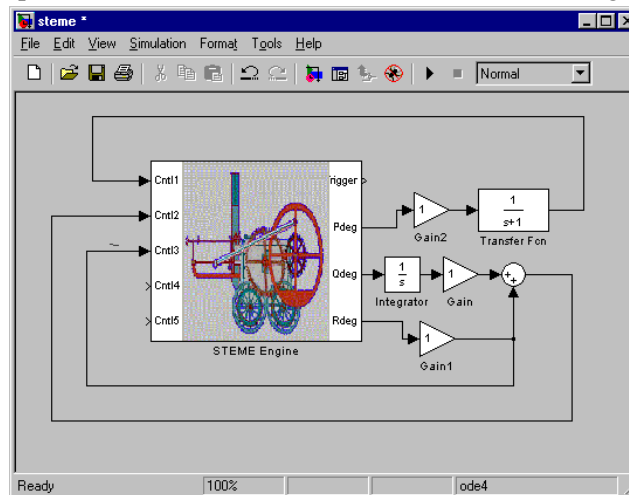 steme *
File Edit View Simulation Format Tools Help
Normal
Cntl1
Cntl2
Cntl3
Cntl4
Cntl5
rigger
Pdeg
Qdeg
Rdeg
STEME Engine
1
Gain2
1
s+1
Transfer Fcn
1
s
Integrator
1
Gain
+
+
1
Gain1
Ready 100% ode4